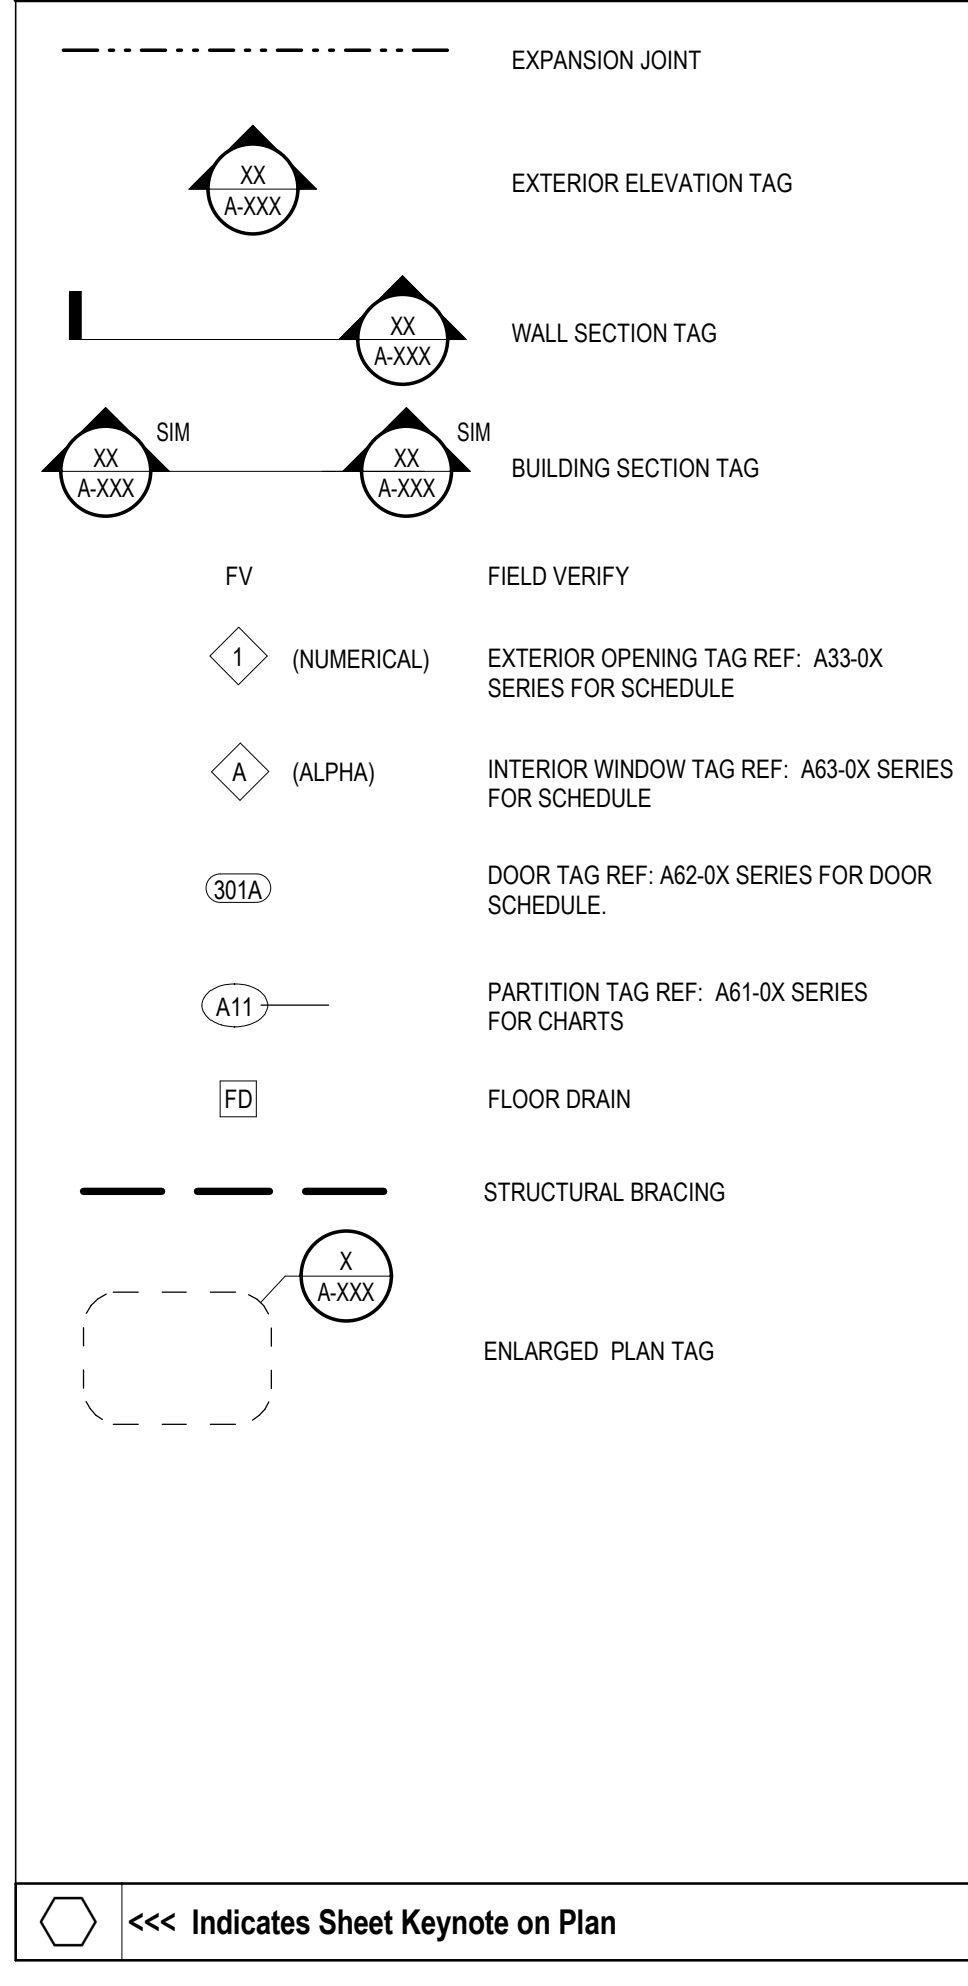 EXPANSION JOINT
XX
A-XXX
EXTERIOR ELEVATION TAG
XX
A-XXX
WALL SECTION TAG
SIM
XX
A-XXX
SIM
XX
A-XXX
BUILDING SECTION TAG
FV
FIELD VERIFY
1
(NUMERICAL)
EXTERIOR OPENING TAG REF: A33-0X
SERIES FOR SCHEDULE
A
(ALPHA)
INTERIOR WINDOW TAG REF: A63-0X SERIES
FOR SCHEDULE
301A
DOOR TAG REF: A62-0X SERIES FOR DOOR
SCHEDULE.
A11
PARTITION TAG REF: A61-0X SERIES
FOR CHARTS
FD
FLOOR DRAIN
STRUCTURAL BRACING
X
A-XXX
ENLARGED PLAN TAG
<<< Indicates Sheet Keynote on Plan